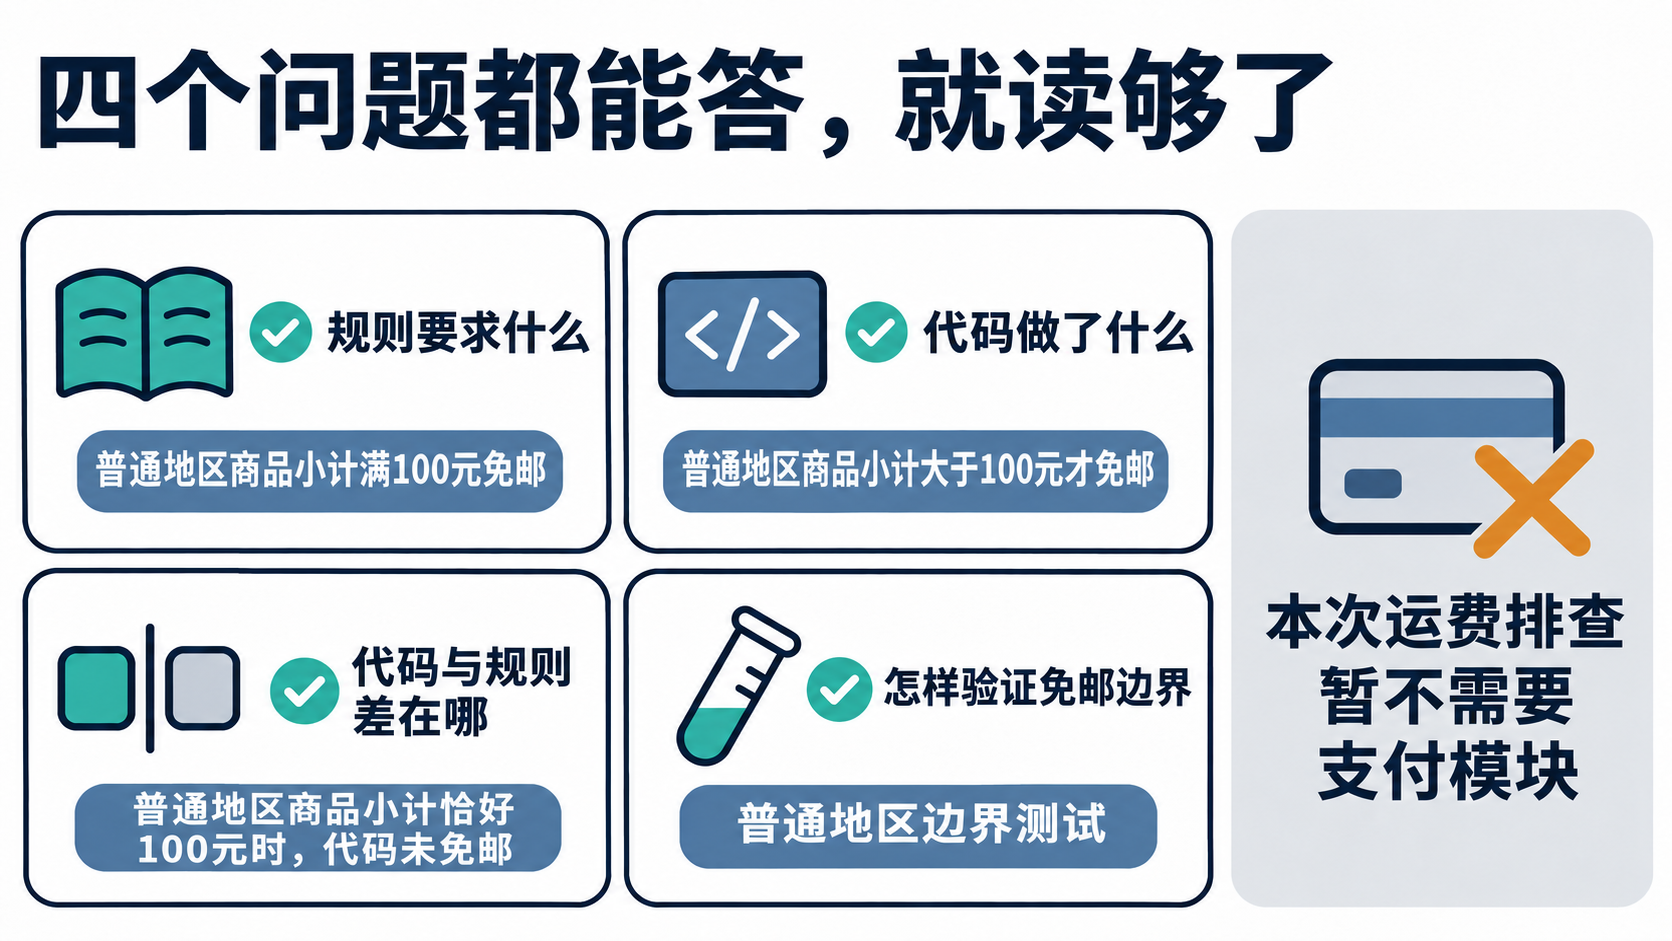 四个问题都能答，就读够了
规则要求什么
普通地区商品小计满100元免邮
代码做了什么
普通地区商品小计大于100元才免邮
代码与规则
差在哪
普通地区商品小计恰好
100元时，代码未免邮
怎样验证免邮边界
普通地区边界测试
本次运费排查
暂不需要
支付模块